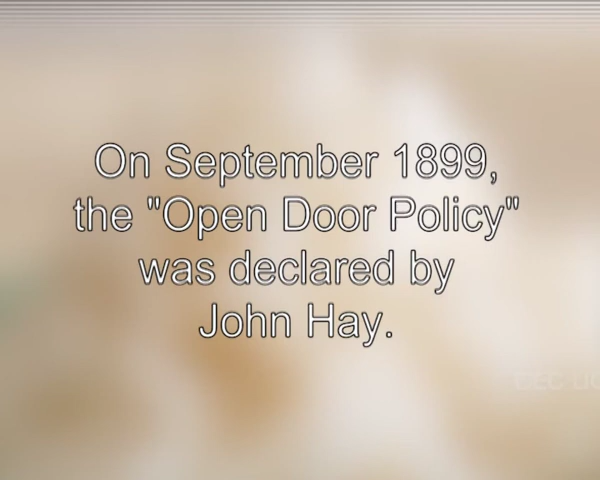 On September 1899,
the "Open Door Policy"
was declared by
John Hay.